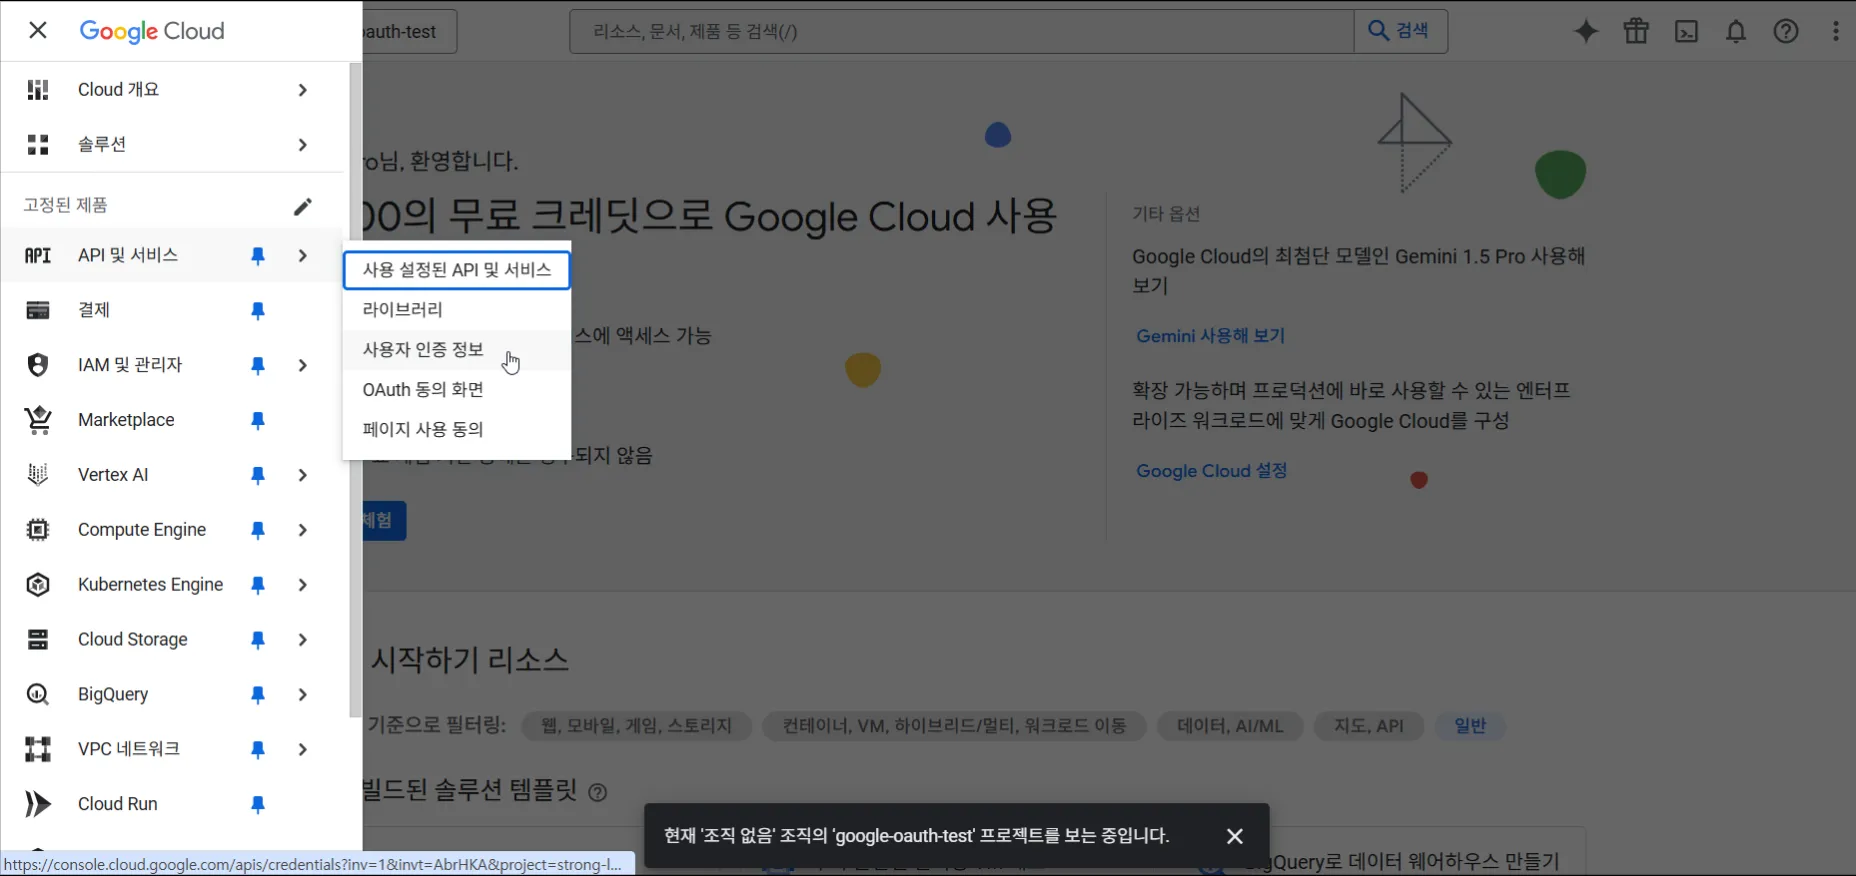 Google Cloud
oauth-test
리소스, 문서, 제품 등 검색(/)
검색
Cloud 개요
솔루션
고정된 제품
API API 및 서비스
결제
IAM 및 관리자
Marketplace
Vertex AI
Compute Engine
Kubernetes Engine
Cloud Storage
BigQuery
VPC 네트워크
Cloud Run
사용 설정된 API 및 서비스
라이브러리
사용자 인증 정보
OAuth 동의 화면
페이지 사용 동의
님, 환영합니다.
00의 무료 크레딧으로 Google Cloud 사용
스에 액세스 가능
되지 않음
체험
기타 옵션
Google Cloud의 최첨단 모델인 Gemini 1.5 Pro 사용해
보기
Gemini 사용해 보기
확장 가능하며 프로덕션에 바로 사용할 수 있는 엔터프
라이즈 워크로드에 맞게 Google Cloud를 구성
Google Cloud 설정
시작하기 리소스
기준으로 필터링: 웹, 모바일, 게임, 스토리지 컨테이너, VM, 하이브리드/멀티, 워크로드 이동 데이터, AI/ML 지도, API 일반
빌드된 솔루션 템플릿
현재 '조직 없음' 조직의 'google-oauth-test' 프로젝트를 보는 중입니다.
gQuery로 데이터 웨어하우스 만들기
https://console.cloud.google.com/apis/credentials?inv=1&invt=AbrHKA&project=strong-l...